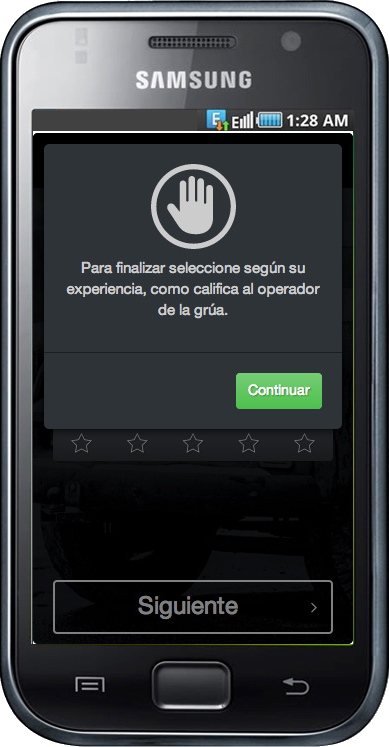 SAMSUNG
E E 1:28 AM
Para finalizar seleccione según su
experiencia, como califica al operador
de la grúa.
Continuar
Siguiente